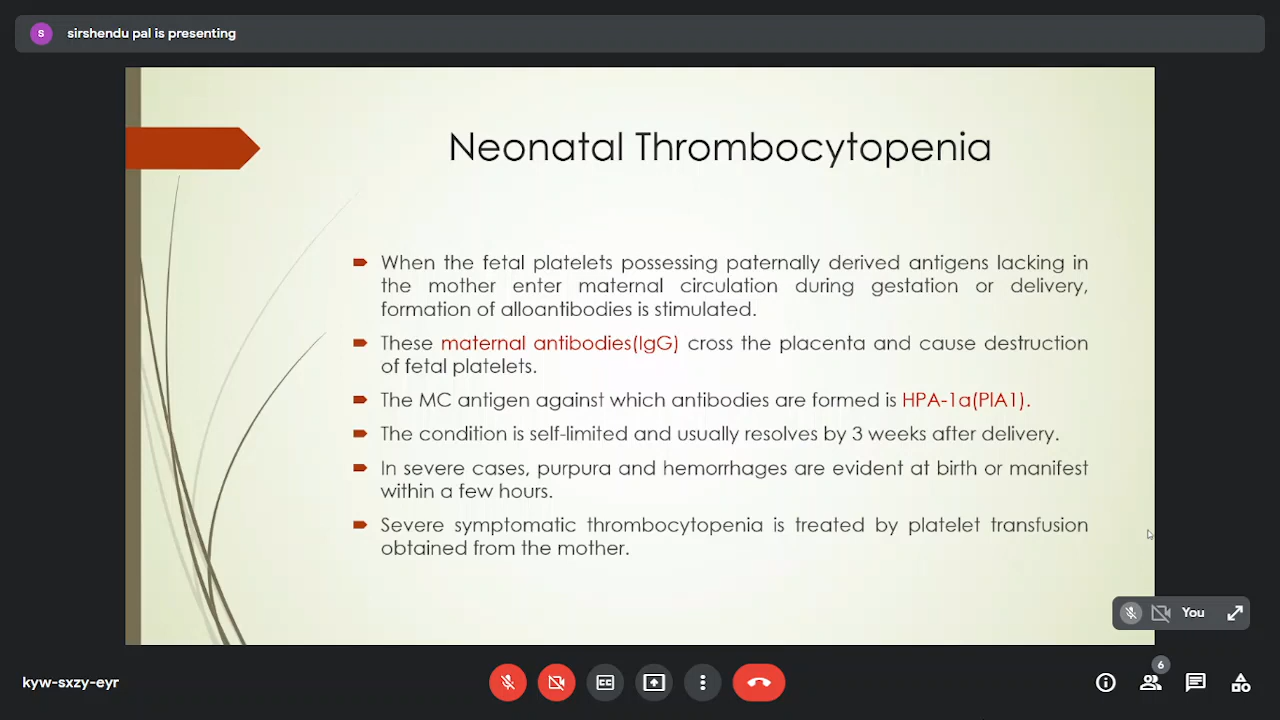 S
sirshendu pal is presenting
Neonatal Thrombocytopenia
When the fetal platelets possessing paternally derived antigens lacking in
the mother enter maternal circulation during gestation or delivery,
formation of alloantibodies is stimulated.
These maternal antibodies(IgG) cross the placenta and cause destruction
of fetal platelets.
The MC antigen against which antibodies are formed is HPA-1a(PlA1).
The condition is self-limited and usually resolves by 3 weeks after delivery.
In severe cases, purpura and hemorrhages are evident at birth or manifest
within a few hours.
Severe symptomatic thrombocytopenia is treated by platelet transfusion
obtained from the mother.
You
kyw-sxzy-eyr
CC
6